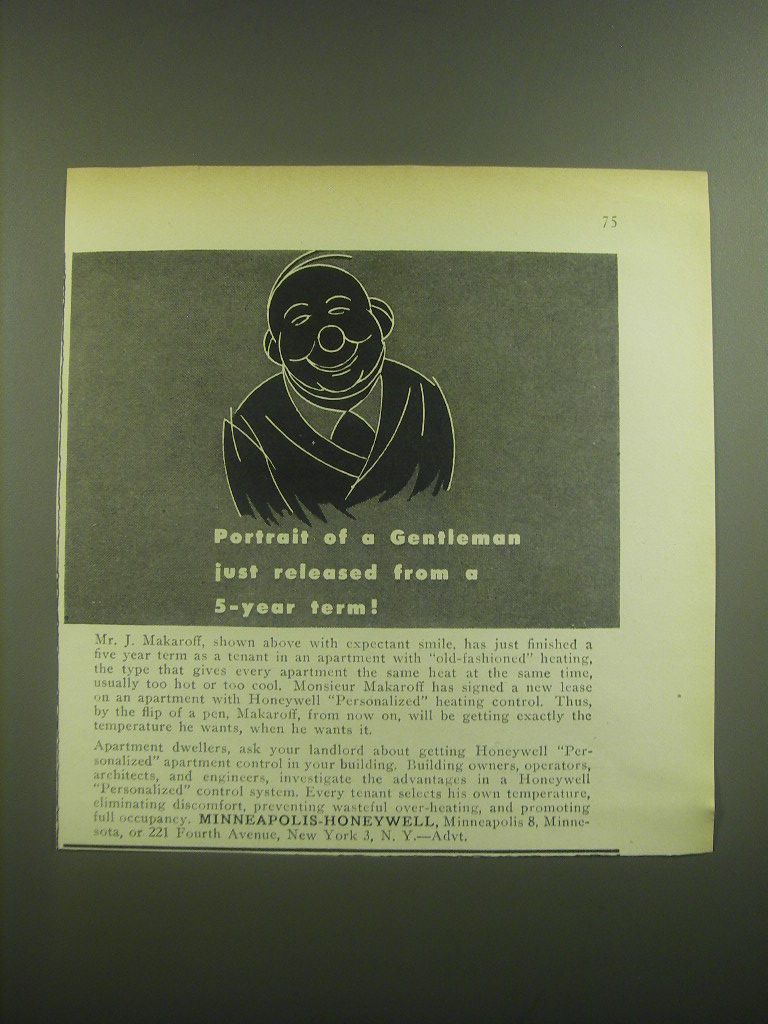 75
Portrait of a Gentleman
just released from a
5-year term!
Mr. J. Makaroff, shown above with expectant smile, has just finished a
five year term as a tenant in an apartment with "old-fashioned" heating,
the type that gives every apartment the same heat at the same time,
usually too hot or too cool. Monsieur Makaroff has signed a new lease
on an apartment with Honeywell "Personalized" heating control. Thus,
by the flip of a pen, Makaroff, from now on, will be getting exactly the
temperature he wants, when he wants it.
Apartment dwellers, ask your landlord about getting Honeywell "Per-
sonalized" apartment control in your building. Building owners, operators,
architects, and engineers, investigate the advantages in a Honeywell
"Personalized" control system. Every tenant selects his own temperature,
eliminating discomfort, preventing wasteful over-heating, and promoting
full occupancy. MINNEAPOLIS-HONEYWELL, Minneapolis 8, Minne-
sota, or 221 Fourth Avenue, New York 3, N. Y.—Advt.